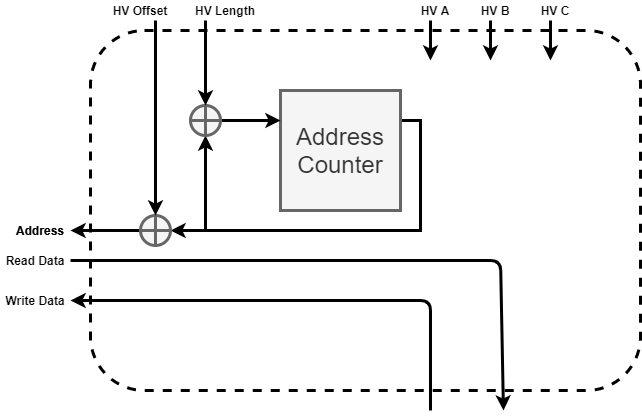 HV Offset
HV Length
HV A
HV B
HV C
Address
Counter
Address
Read Data
Write Data